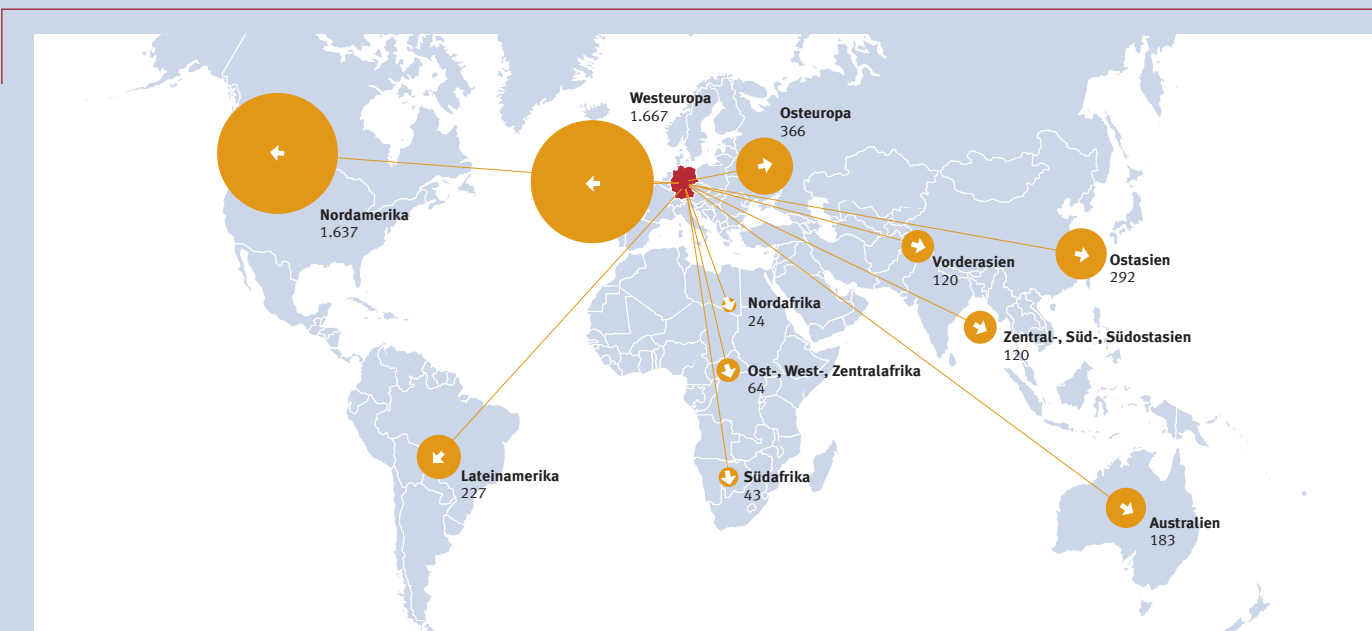 Westeuropa
1.667
Osteuropa
366
Nordamerika
1.637
Vorderasien
120
Ostasien
292
Nordafrika
24
Zentral-, Süd-, Südostasien
120
Ost-, West-, Zentralafrika
64
Lateinamerika
227
Südafrika
43
Australien
183